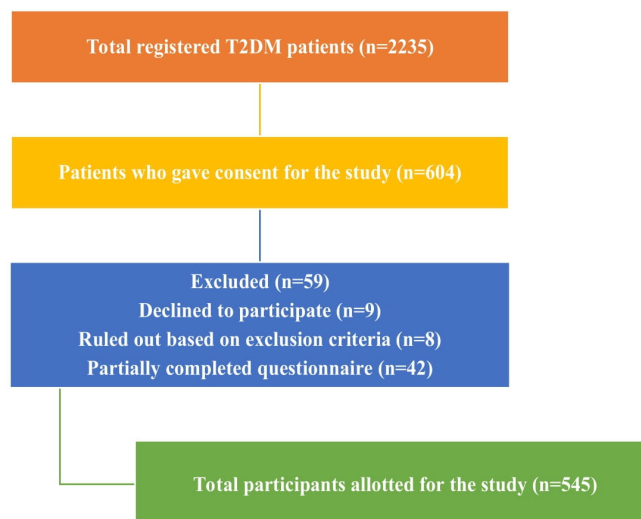 Total registered T2DM patients (n=2235)
Patients who gave consent for the study (n=604)
Excluded (n=59)
Declined to participate (n=9)
Ruled out based on exclusion criteria (n=8)
Partially completed questionnaire (n=42)
Total participants allotted for the study (n=545)